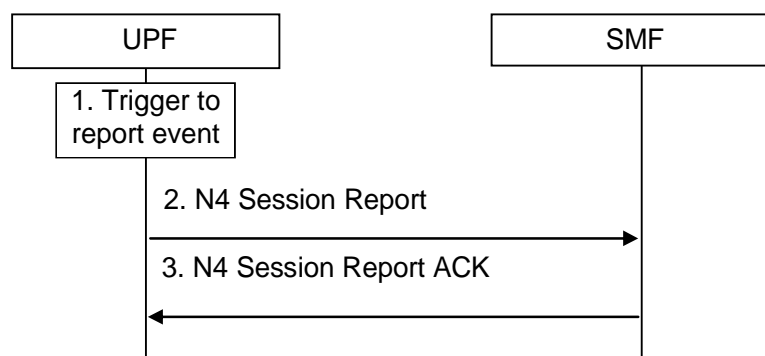 UPF
SMF
1. Trigger to
report event
2. N4 Session Report
3. N4 Session Report ACK